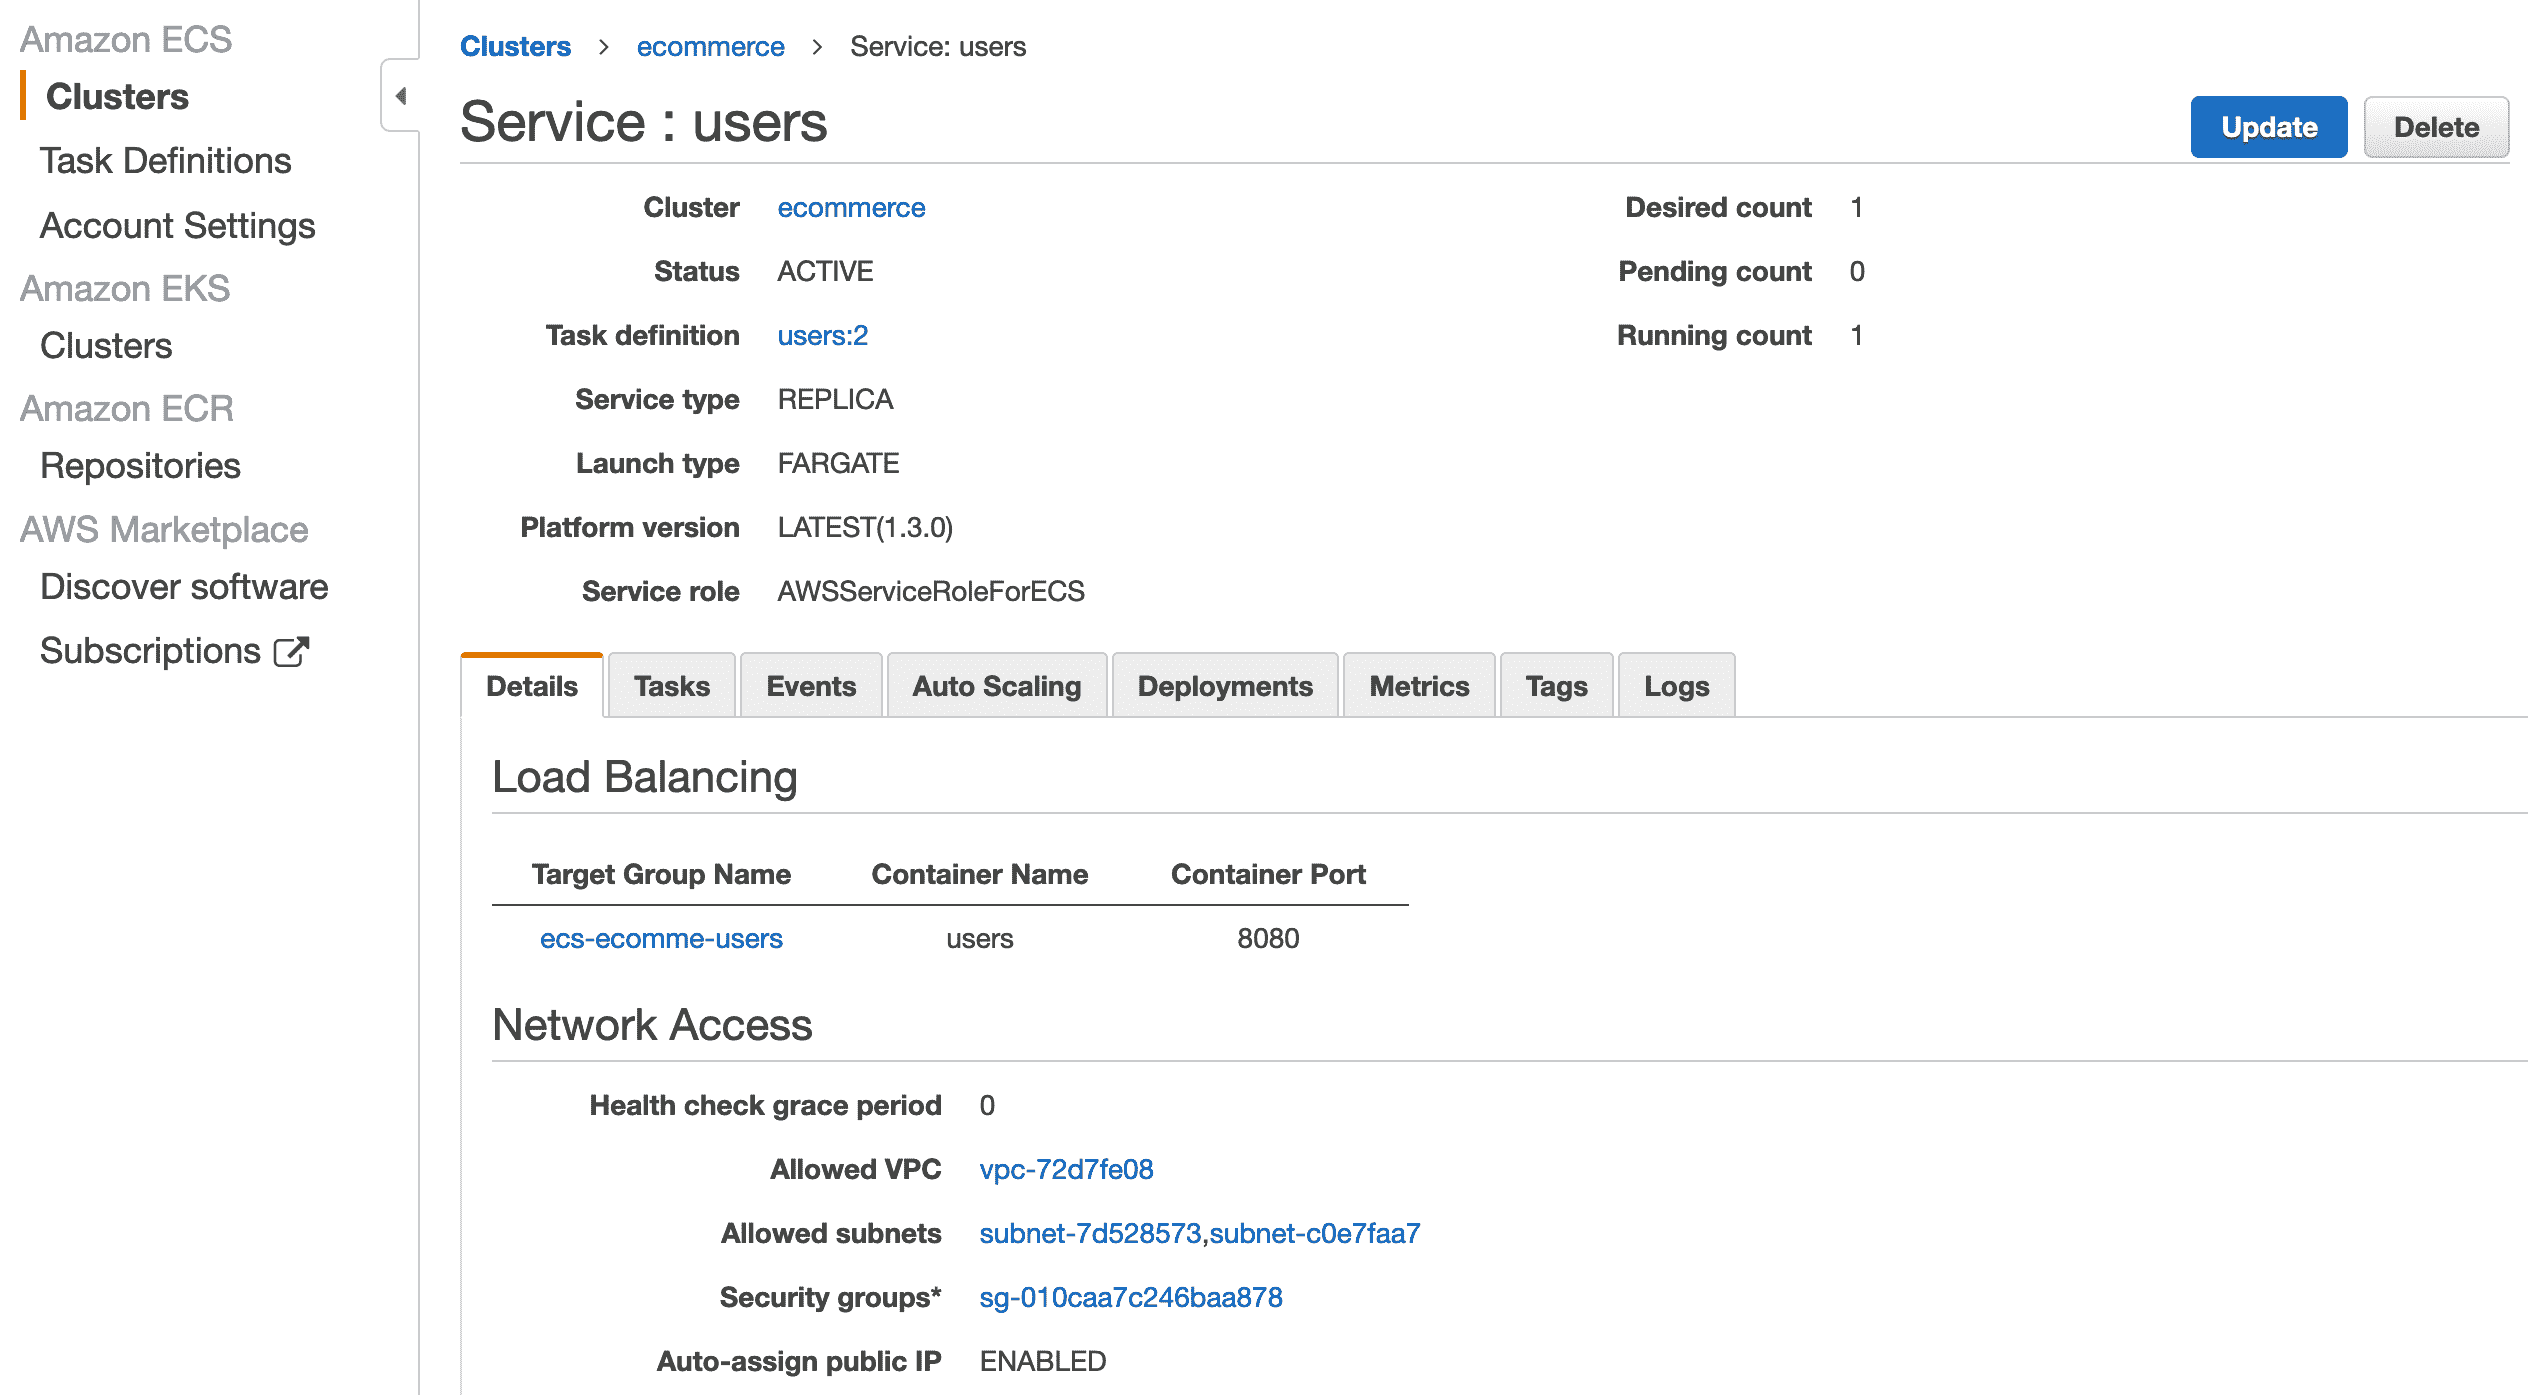 Amazon ECS
Clusters
Task Definitions
Account Settings
Amazon EKS
Clusters
Amazon ECR
Repositories
AWS Marketplace
Discover software
Subscriptions
Clusters > ecommerce > Service: users
Service : users
Update Delete
Cluster ecommerce
Status ACTIVE
Task definition users:2
Service type REPLICA
Launch type FARGATE
Platform version LATEST(1.3.0)
Service role AWSServiceRoleForECS
Desired count 1
Pending count 0
Running count 1
Details Tasks Events Auto Scaling Deployments Metrics Tags Logs
Load Balancing
Target Group Name Container Name Container Port
ecs-ecomme-users users 8080
Network Access
Health check grace period 0
Allowed VPC vpc-72d7fe08
Allowed subnets subnet-7d528573,subnet-c0e7faa7
Security groups* sg-010caa7c246baa878
Auto-assign public IP ENABLED